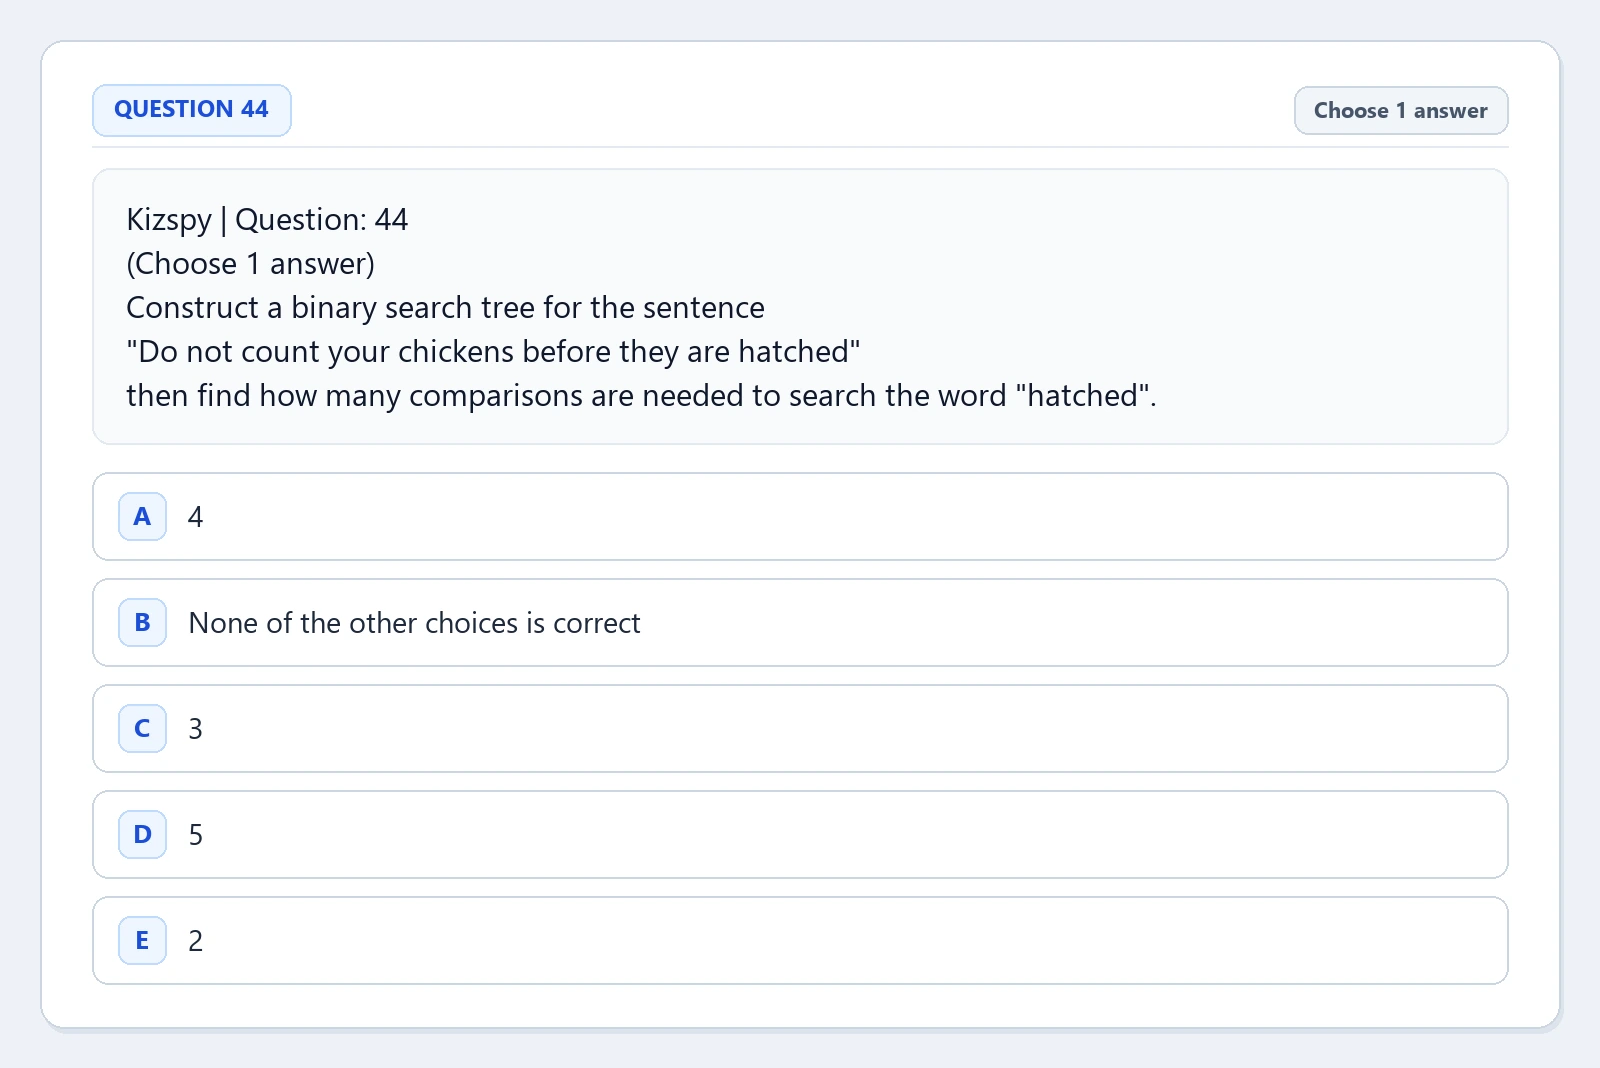 QUESTION 44
Choose 1 answer
Kizspy | Question: 44
(Choose 1 answer)
Construct a binary search tree for the sentence
"Do not count your chickens before they are hatched"
then find how many comparisons are needed to search the word "hatched".
A 4
B None of the other choices is correct
C 3
D 5
E 2